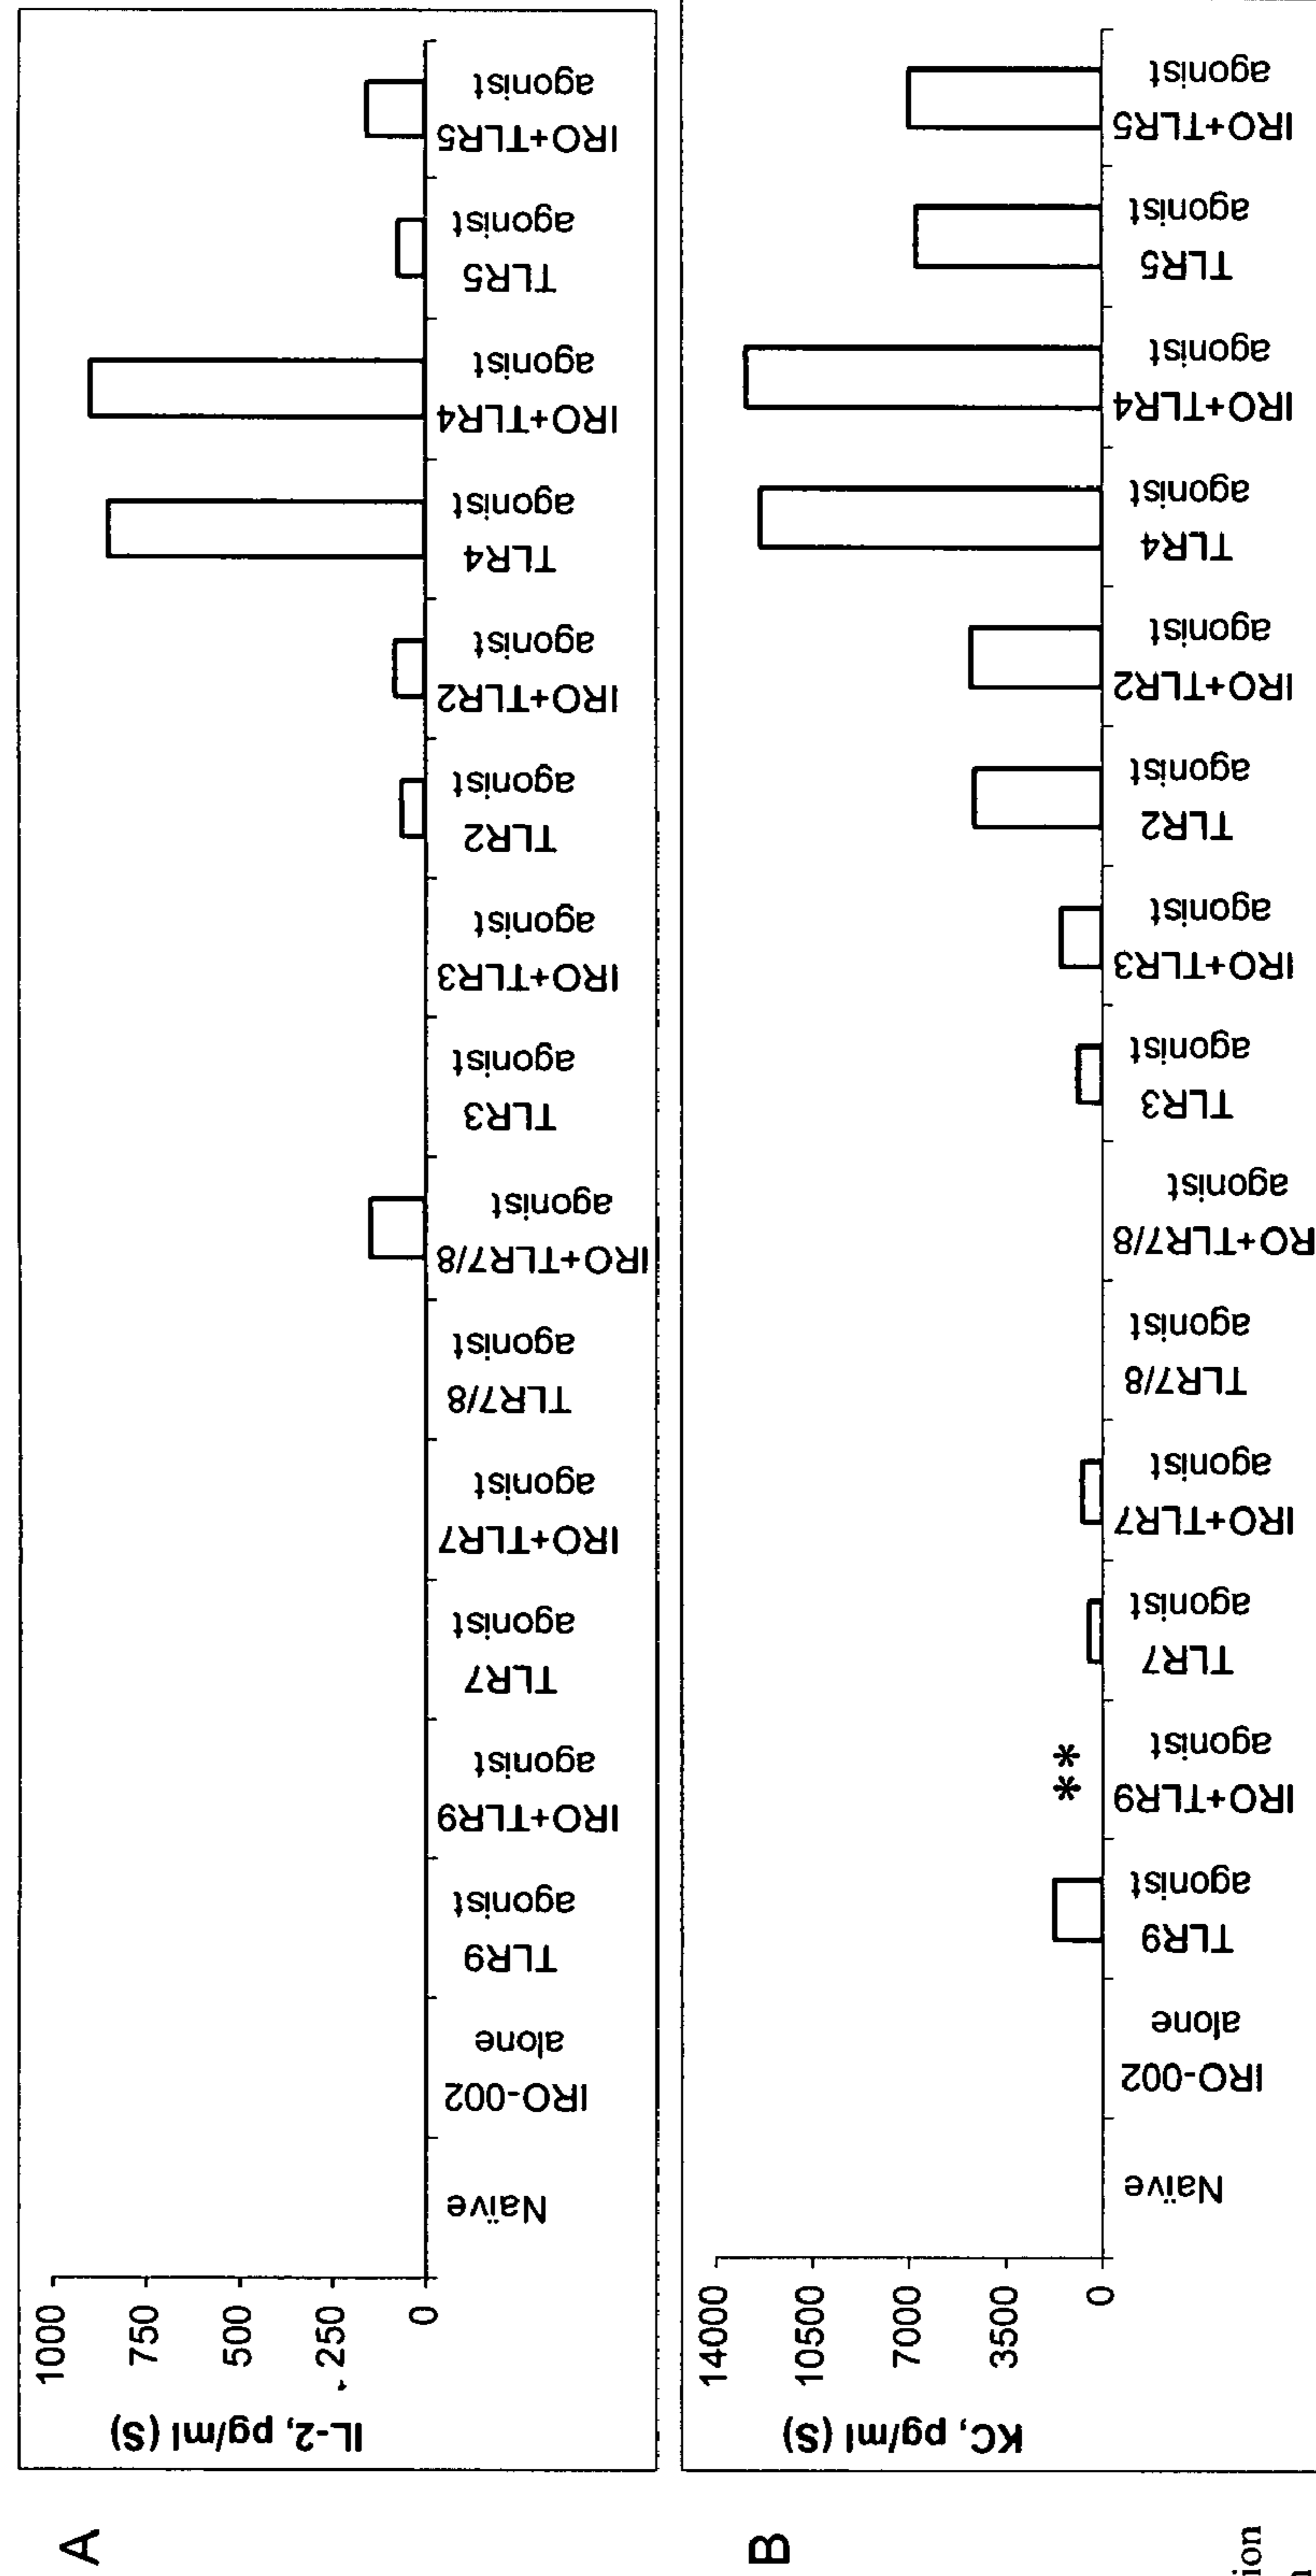 A
IL-2, pg/ml (S)
1000
750
500
250
0
Naïve
IRO-002
alone
TLR9
agonist
IRO+TLR9
agonist
TLR7
agonist
IRO+TLR7
agonist
TLR7/8
agonist
IRO+TLR7/8
agonist
TLR3
agonist
IRO+TLR3
agonist
TLR2
agonist
IRO+TLR2
agonist
TLR4
agonist
IRO+TLR4
agonist
TLR5
agonist
IRO+TLR5
agonist
B
KC, pg/ml (S)
14000
10500
7000
3500
0
**
Naïve
IRO-002
alone
TLR9
agonist
IRO+TLR9
agonist
TLR7
agonist
IRO+TLR7
agonist
TLR7/8
agonist
RO+TLR7/8
agonist
TLR3
agonist
IRO+TLR3
agonist
TLR2
agonist
IRO+TLR2
agonist
TLR4
agonist
IRO+TLR4
agonist
TLR5
agonist
IRO+TLR5
agonist
ion